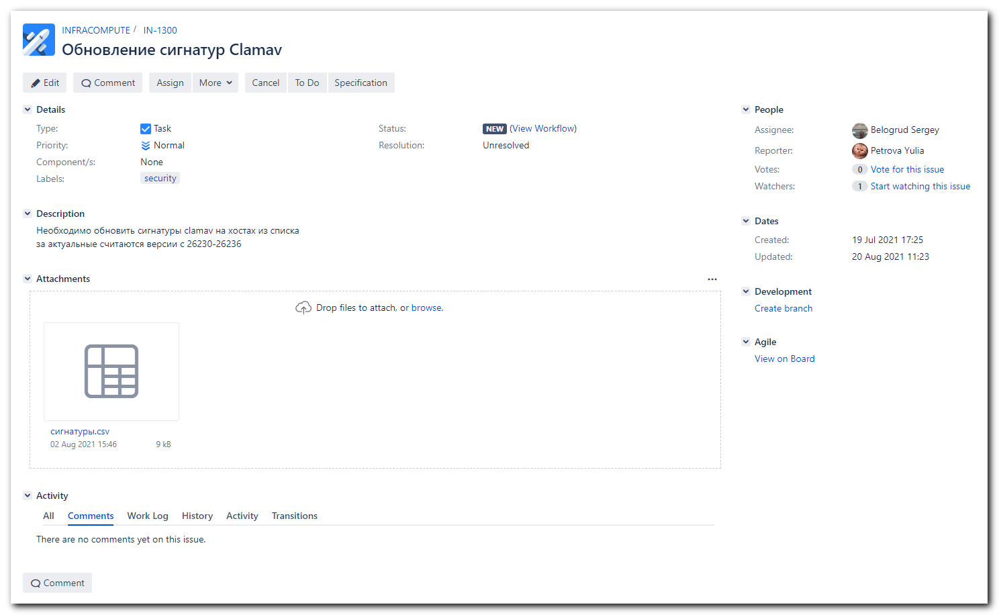 INFRACOMPUTE / IN-1300
Обновление сигнатур Clamav
Edit
Comment
Assign
More
Cancel
To Do
Specification
Details
Type: Task
Status: NEW (View Workflow)
Priority: Normal
Resolution: Unresolved
Component/s: None
Labels: security
Description
Необходимо обновить сигнатуры clamav на хостах из списка
за актуальные считаются версии с 26230-26236
Attachments
Drop files to attach, or browse.
сигнатуры.csv
02 Aug 2021 15:46 9 kB
Activity
All Comments Work Log History Activity Transitions
There are no comments yet on this issue.
Comment
People
Assignee: Belogrud Sergey
Reporter: Petrova Yulia
Votes: 0 Vote for this issue
Watchers: 1 Start watching this issue
Dates
Created: 19 Jul 2021 17:25
Updated: 20 Aug 2021 11:23
Development
Create branch
Agile
View on Board